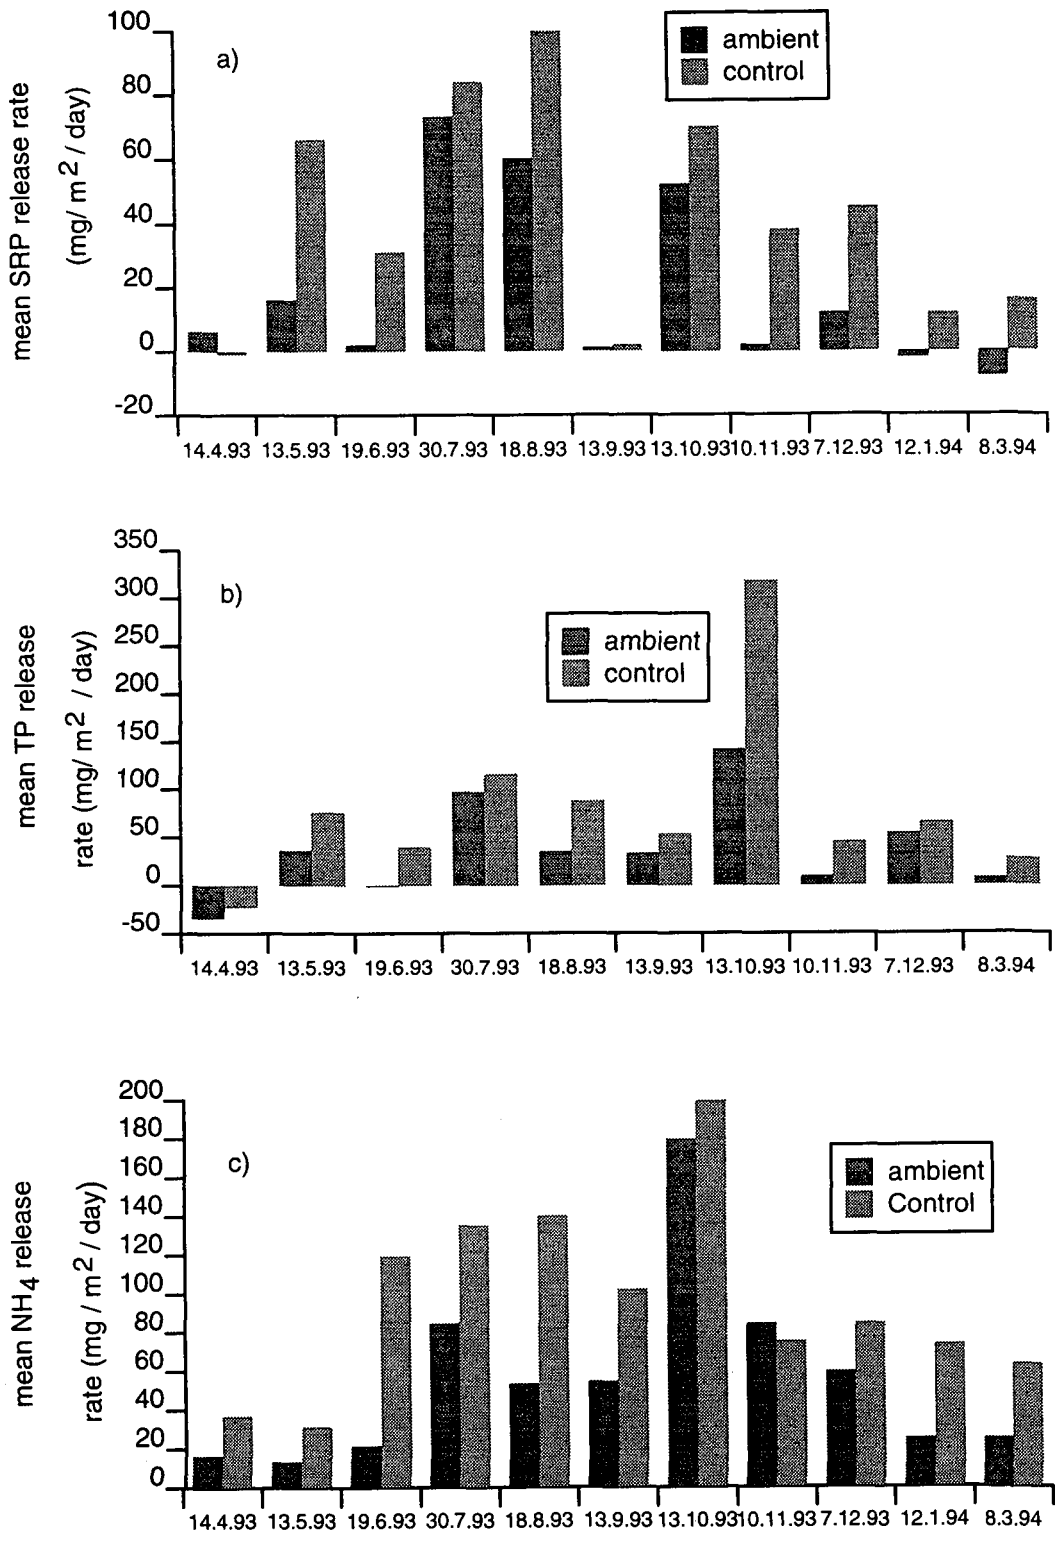 a)
ambient
control
mean SRP release rate
(mg/ m2 / day)
100
80
60
40
20
0
-20
14.4.93 13.5.93 19.6.93 30.7.93 18.8.93 13.9.93 13.10.93 10.11.93 7.12.93 12.1.94 8.3.94
b)
ambient
control
mean TP release
rate (mg/ m2 / day)
350
300
250
200
150
100
50
0
-50
14.4.93 13.5.93 19.6.93 30.7.93 18.8.93 13.9.93 13.10.93 10.11.93 7.12.93 8.3.94
c)
ambient
Control
mean NH4 release
rate (mg / m2 / day)
200
180
160
140
120
100
80
60
40
20
0
14.4.93 13.5.93 19.6.93 30.7.93 18.8.93 13.9.93 13.10.93 10.11.93 7.12.93 12.1.94 8.3.94